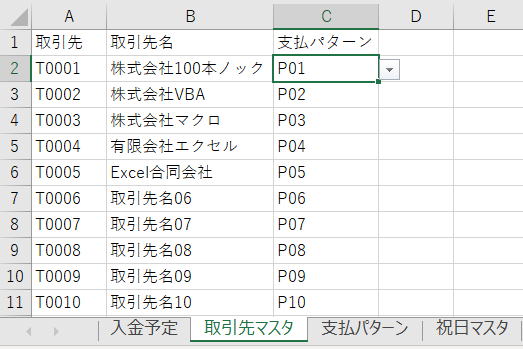 A B C D E
1 取引先 取引先名 支払パターン
2 T0001 株式会社100本ノック P01
3 T0002 株式会社VBA P02
4 T0003 株式会社マクロ P03
5 T0004 有限会社エクセル P04
6 T0005 Excel合同会社 P05
7 T0006 取引先名06 P06
8 T0007 取引先名07 P07
9 T0008 取引先名08 P08
10 T0009 取引先名09 P09
11 T0010 取引先名10 P10
入金予定 取引先マスタ 支払パターン 祝日マスタ